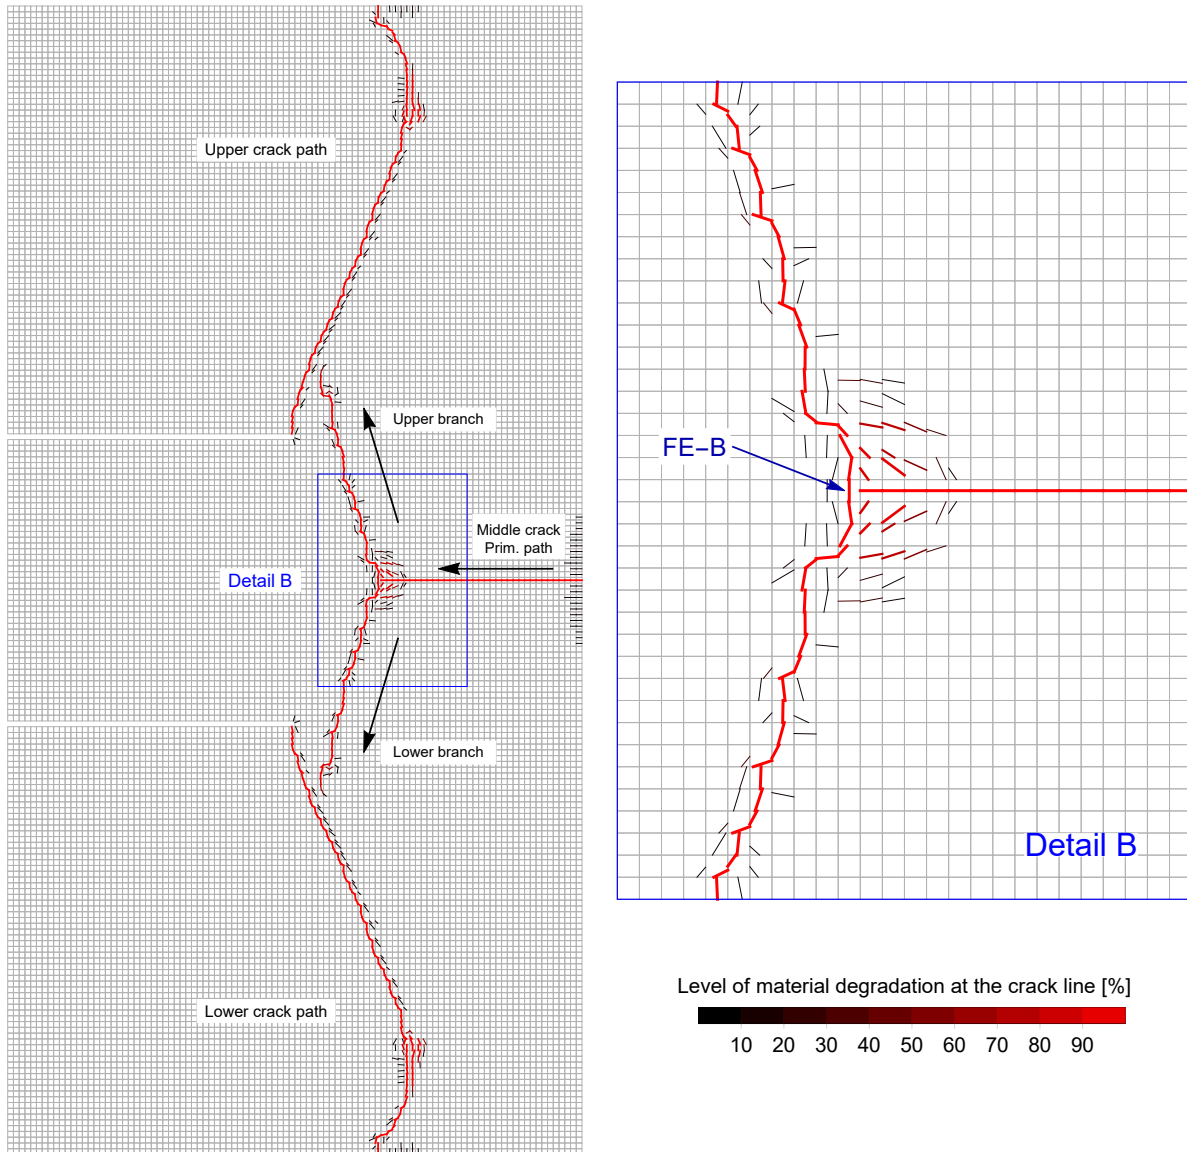 Upper crack path
Upper branch
Middle crack
Prim. path
Detail B
Lower branch
Lower crack path
FE–B
Detail B
Level of material degradation at the crack line [%]
10 20 30 40 50 60 70 80 90